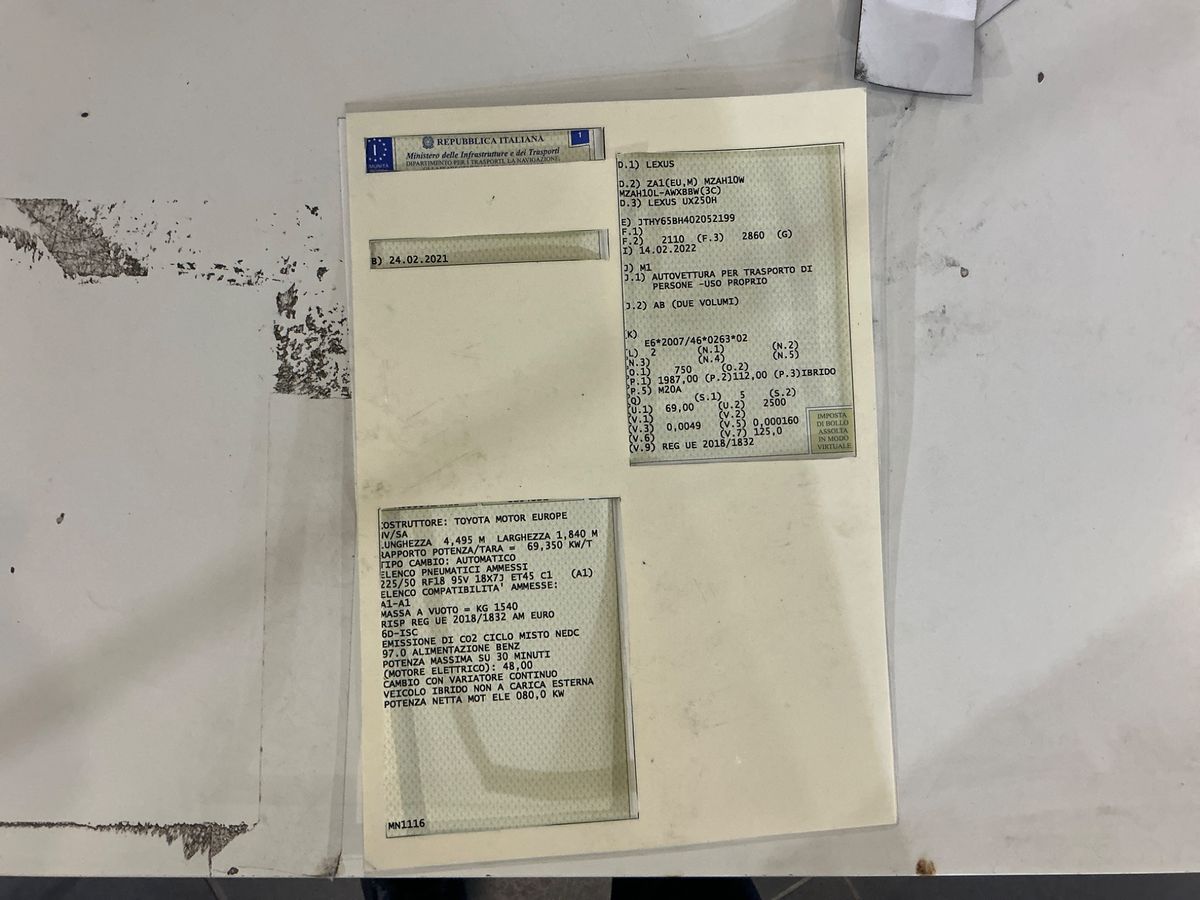 I
REPUBBLICA ITALIANA
1
Ministero delle Infrastrutture e dei Trasporti
DIPARTIMENTO PER I TRASPORTI, LA NAVIGAZIONE,
B) 24.02.2021
D.1) LEXUS
D.2) ZA1(EU,M) MZAH10W
MZAH10L-AWXBBW(3C)
D.3) LEXUS UX250H
E) JTHY65BH402052199
F.1)
F.2) 2110 (F.3) 2860 (G)
I) 14.02.2022
J) M1
J.1) AUTOVETTURA PER TRASPORTO DI
PERSONE -USO PROPRIO
J.2) AB (DUE VOLUMI)
(K)
E6*2007/46*0263*02
(L) 2 (N.1) (N.2)
(N.3) (N.4) (N.5)
(O.1) 750 (O.2)
(P.1) 1987,00 (P.2)112,00 (P.3)IBRIDO
(P.5) M20A
(Q) (S.1) 5 (S.2)
(U.1) 69,00 (U.2) 2500
(V.1) (V.2)
(V.3) 0,0049 (V.5) 0,000160
(V.6) (V.7) 125,0
(V.9) REG UE 2018/1832
IMPOSTA
DI BOLLO
ASSOLTA
IN MODO
VIRTUALE
COSTRUTTORE: TOYOTA MOTOR EUROPE
NV/SA
LUNGHEZZA 4,495 M LARGHEZZA 1,840 M
RAPPORTO POTENZA/TARA = 69,350 KW/T
TIPO CAMBIO: AUTOMATICO
ELENCO PNEUMATICI AMMESSI
225/50 RF18 95V 18X7J ET45 C1 (A1)
ELENCO COMPATIBILITA' AMMESSE:
A1-A1
MASSA A VUOTO = KG 1540
RISP REG UE 2018/1832 AM EURO
6D-ISC
EMISSIONE DI CO2 CICLO MISTO NEDC
97.0 ALIMENTAZIONE BENZ
POTENZA MASSIMA SU 30 MINUTI
(MOTORE ELETTRICO): 48,00
CAMBIO CON VARIATORE CONTINUO
VEICOLO IBRIDO NON A CARICA ESTERNA
POTENZA NETTA MOT ELE 080,0 KW
MN1116